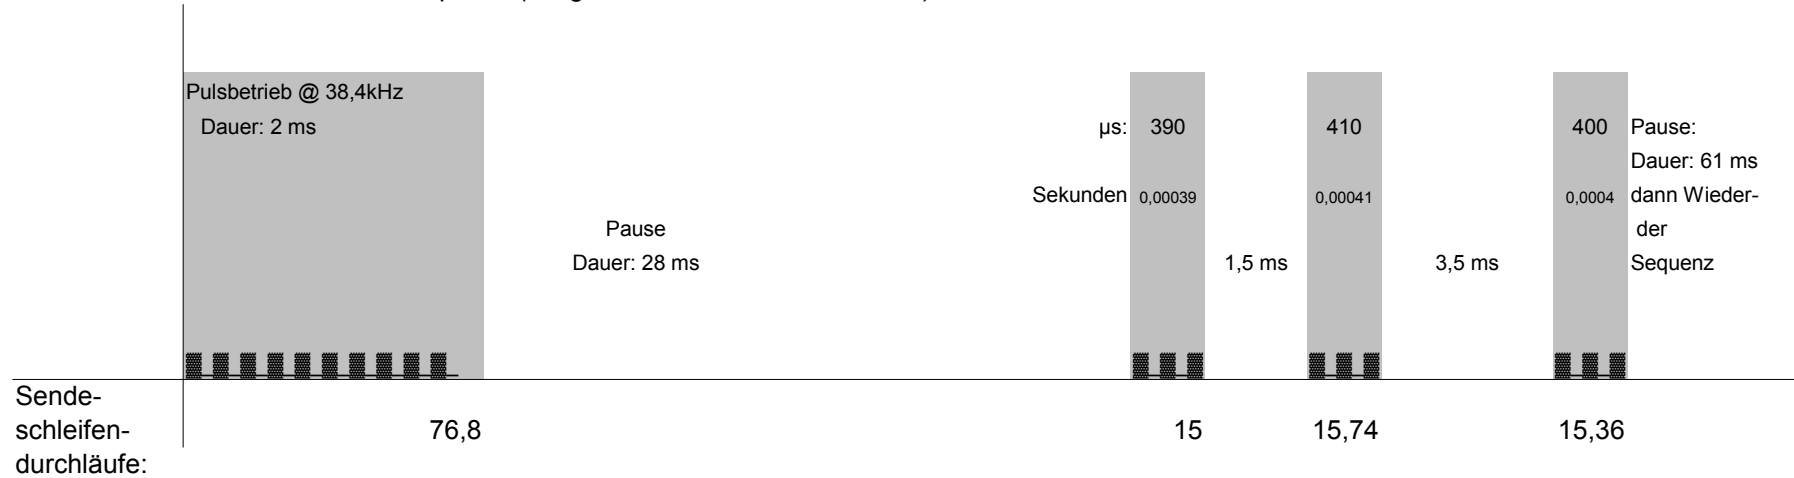 Pulsbetrieb @ 38,4kHz
Dauer: 2 ms
Pause
Dauer: 28 ms
µs: 390 410 400 Pause:
Dauer: 61 ms
Sekunden 0,00039 0,00041 0,0004 dann Wieder-
der
1,5 ms 3,5 ms Sequenz
Sende-
schleifen-
durchläufe:
76,8 15 15,74 15,36